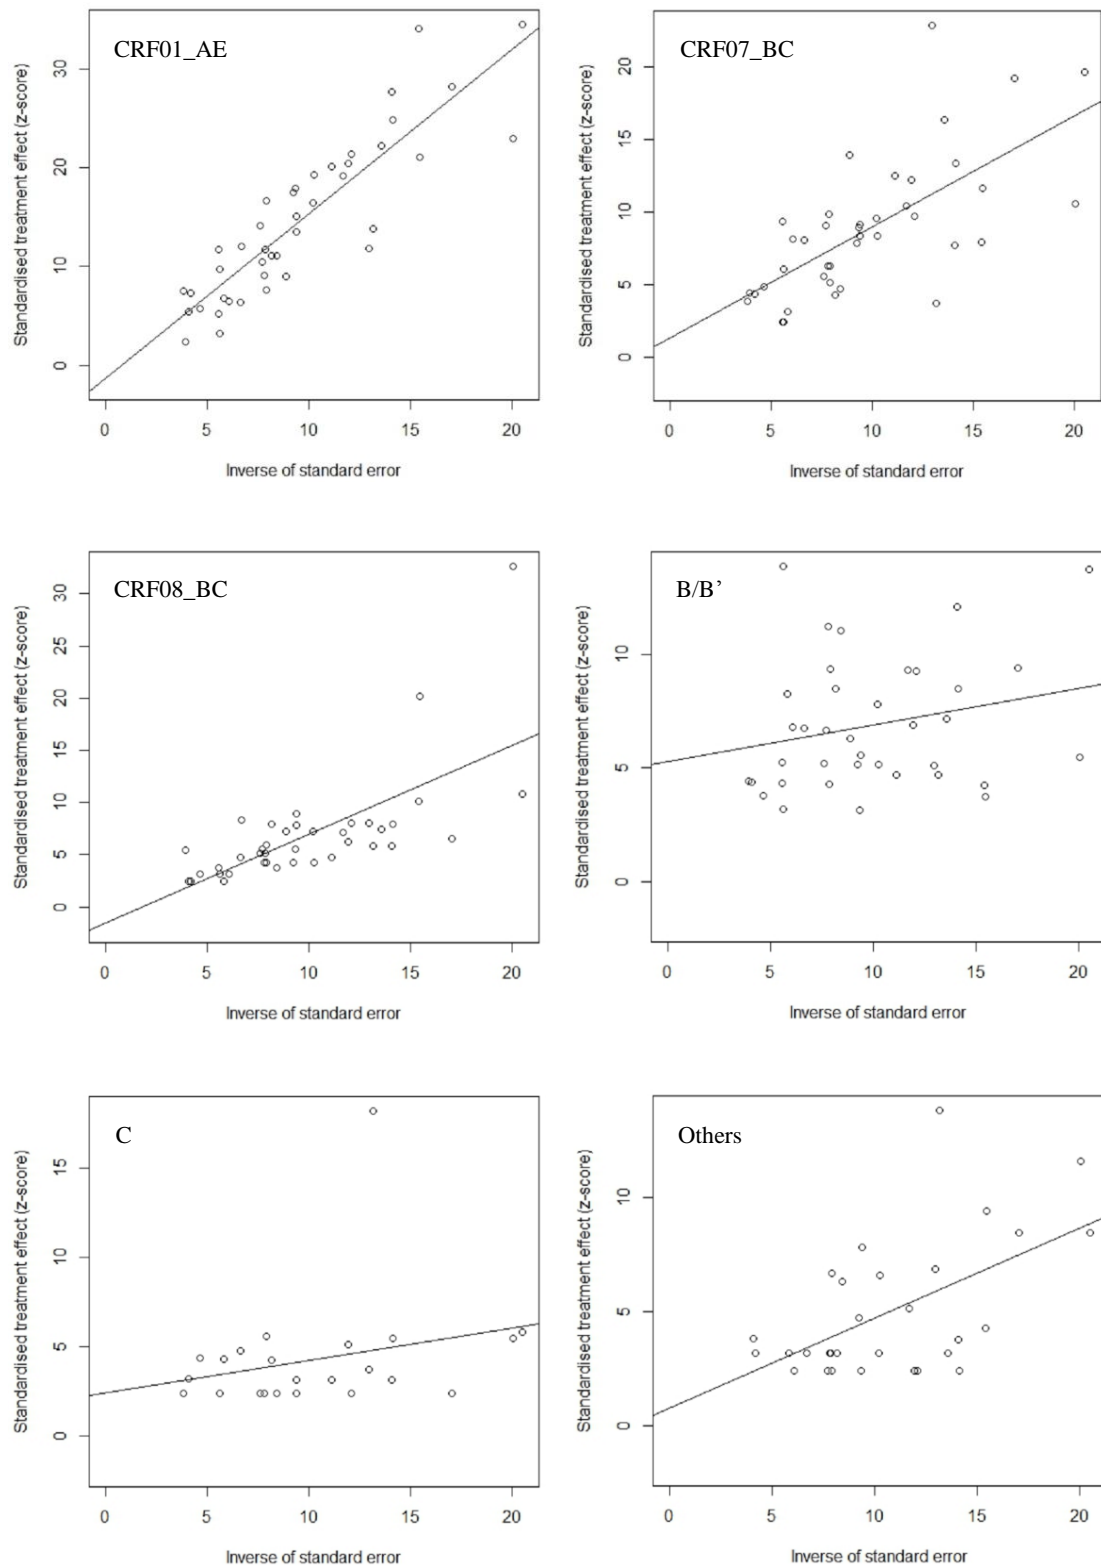 CRF01_AE
Standardised treatment effect (z-score)
30
20
10
0
0 5 10 15 20
Inverse of standard error
CRF07_BC
Standardised treatment effect (z-score)
20
15
10
5
0
0 5 10 15 20
Inverse of standard error
CRF08_BC
Standardised treatment effect (z-score)
30
25
20
15
10
5
0
0 5 10 15 20
Inverse of standard error
B/B’
Standardised treatment effect (z-score)
10
5
0
0 5 10 15 20
Inverse of standard error
C
Standardised treatment effect (z-score)
15
10
5
0
0 5 10 15 20
Inverse of standard error
Others
Standardised treatment effect (z-score)
10
5
0
0 5 10 15 20
Inverse of standard error